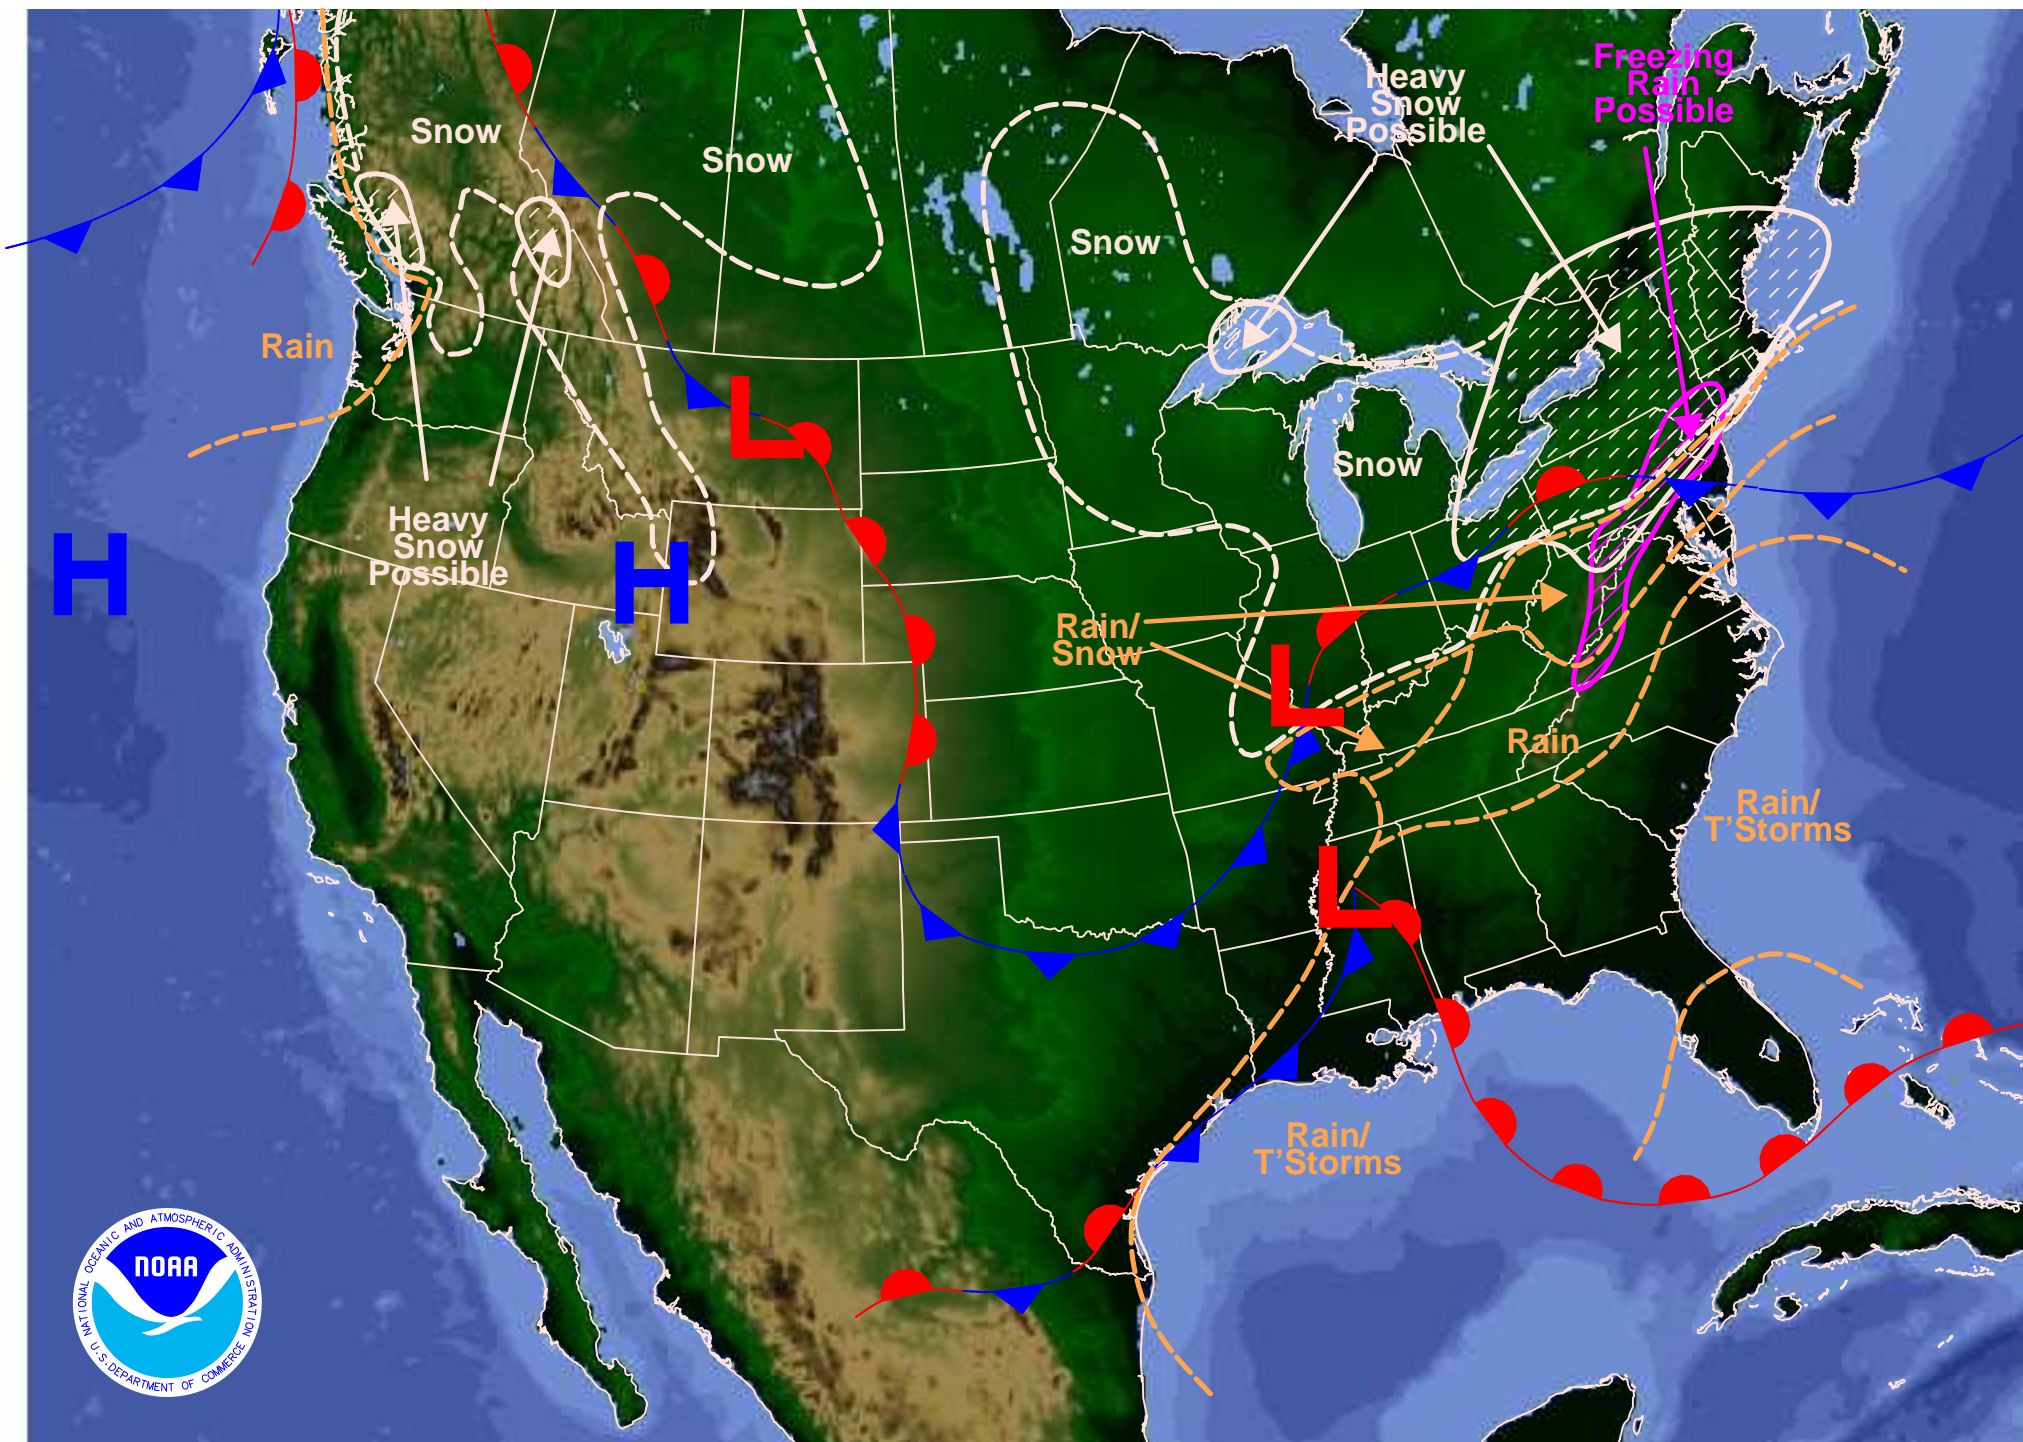 Freezing
Rain
Possible
Heavy
Snow
Possible
Snow
Snow
Snow
Rain
Snow
Heavy
Snow
Possible
H
H
L
Rain/
Snow
L
Rain
Rain/
T'Storms
L
Rain/
T'Storms
NATIONAL OCEANIC AND ATMOSPHERIC ADMINISTRATION
NOAA
U.S. DEPARTMENT OF COMMERCE